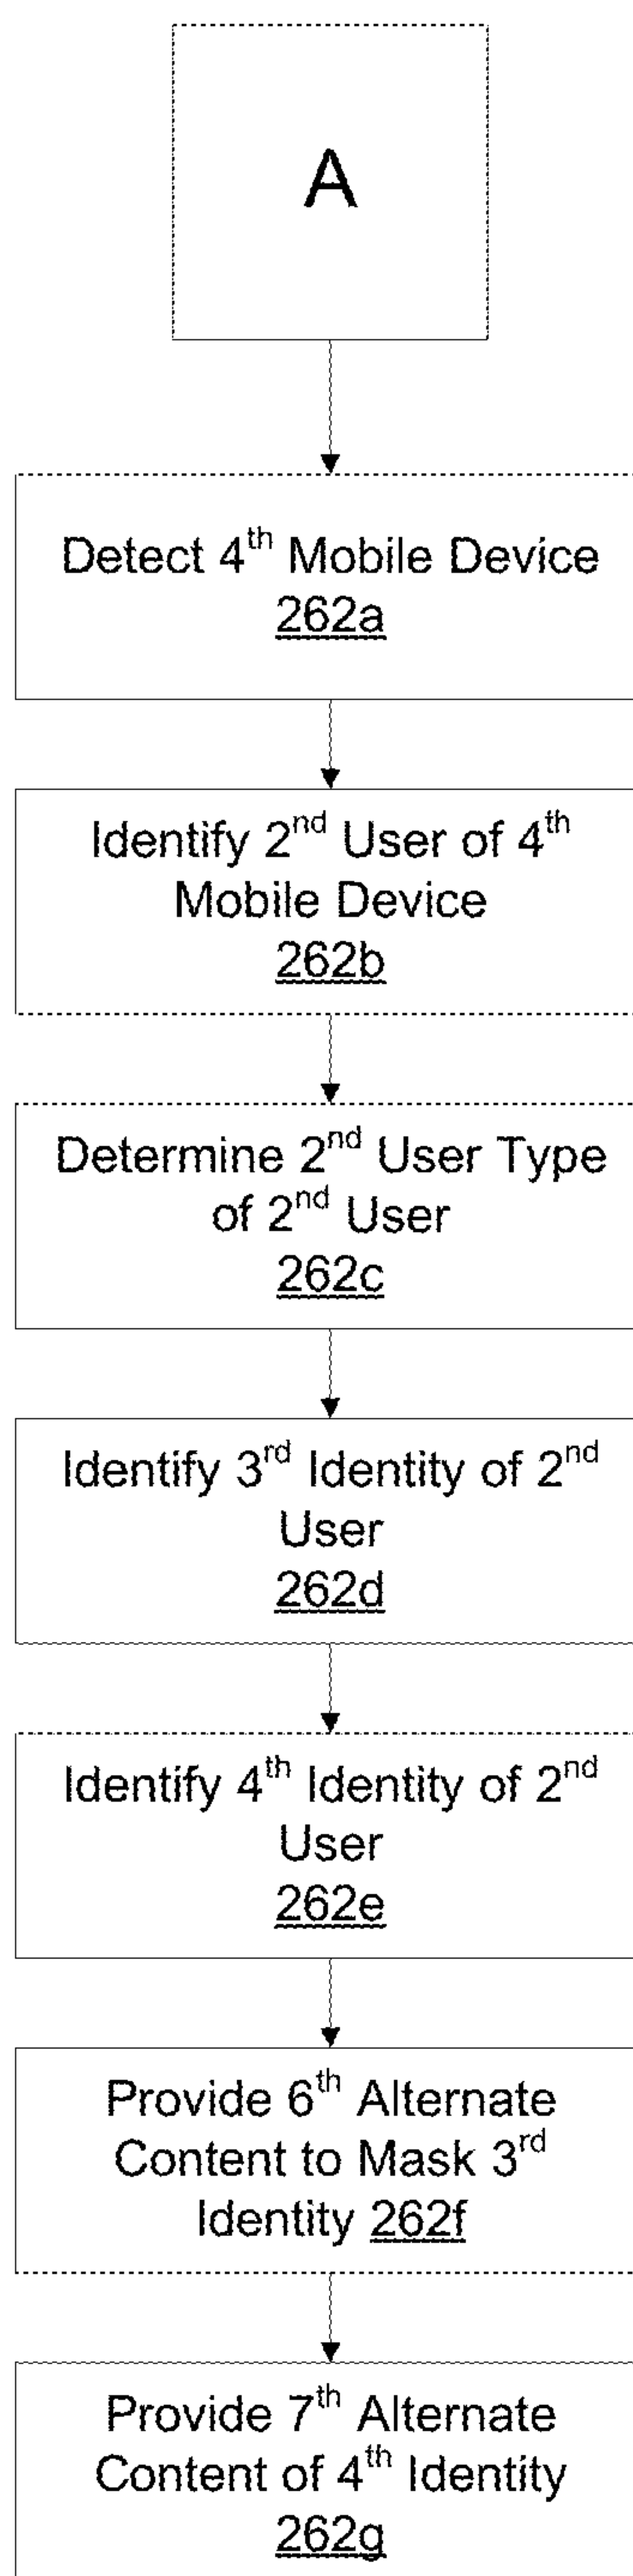 A
Detect 4th Mobile Device
262a
Identify 2nd User of 4th
Mobile Device
262b
Determine 2nd User Type
of 2nd User
262c
Identify 3rd Identity of 2nd
User
262d
Identify 4th Identity of 2nd
User
262e
Provide 6th Alternate
Content to Mask 3rd
Identity 262f
Provide 7th Alternate
Content of 4th Identity
262g